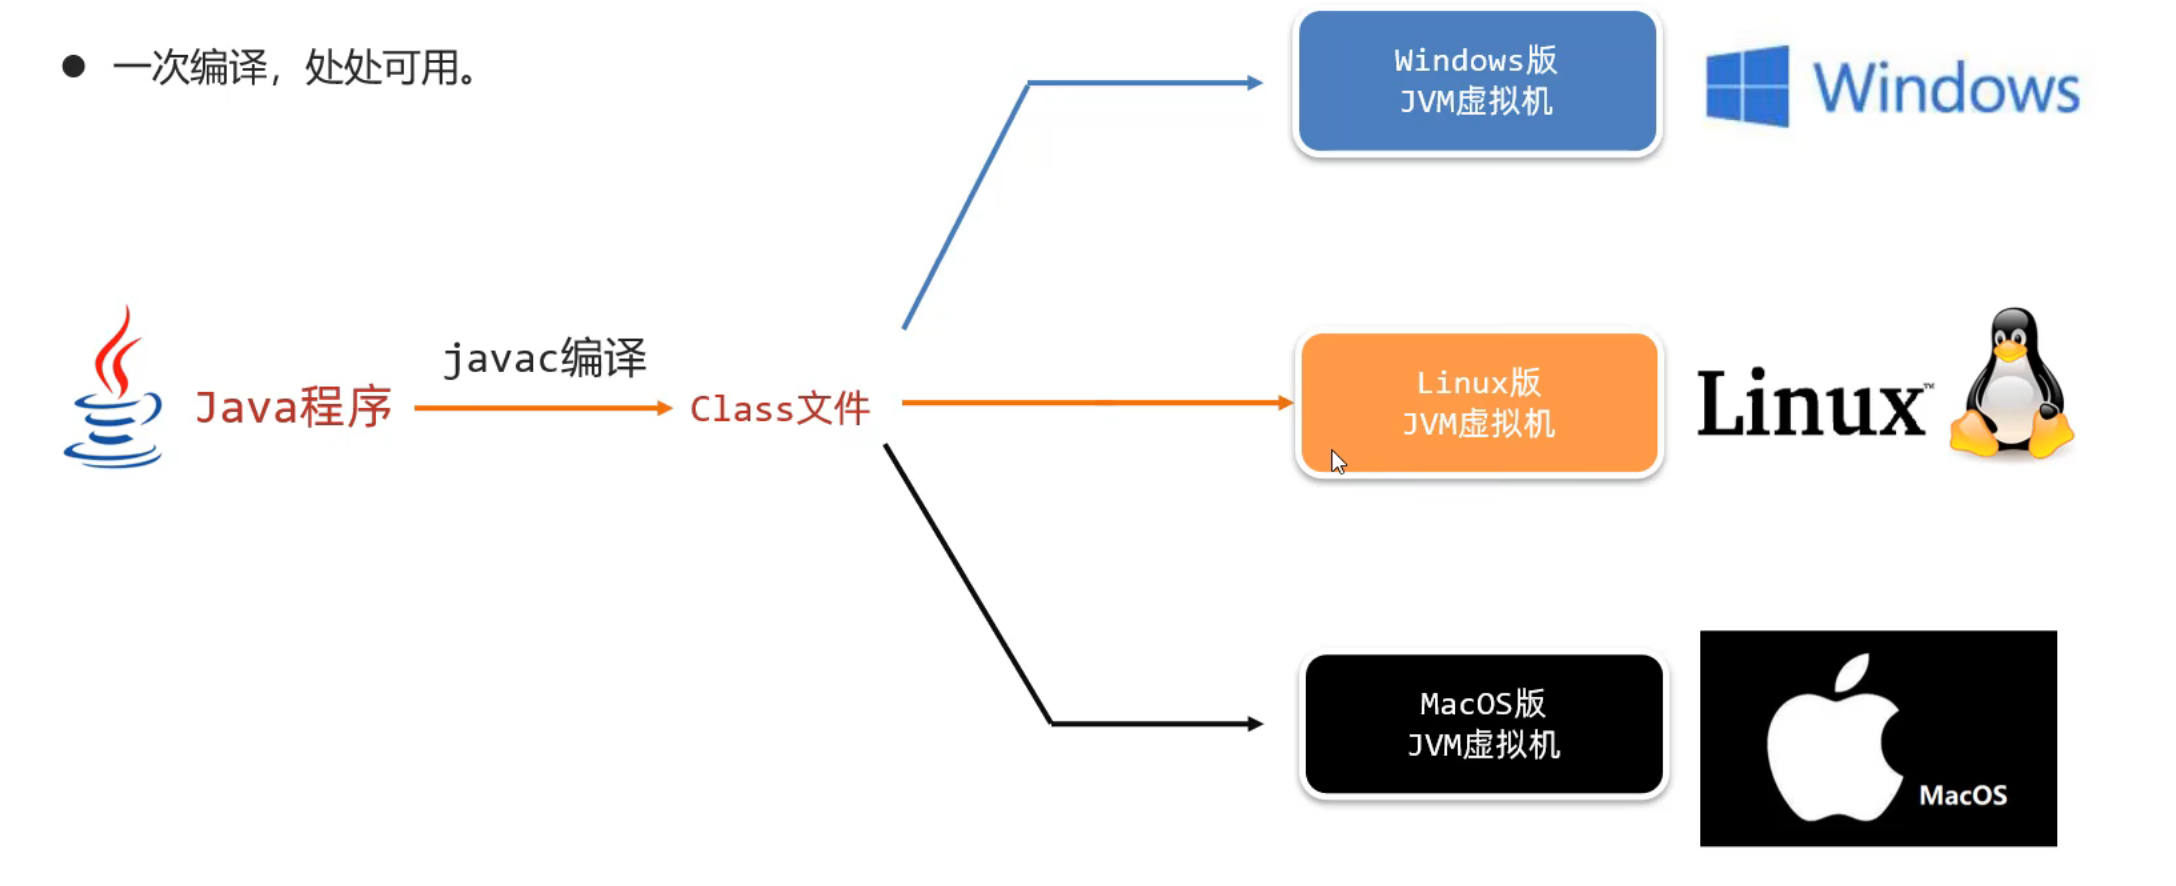 一次编译，处处可用。
Windows版
JVM虚拟机
Windows
javac编译
Java程序
Class文件
Linux版
JVM虚拟机
Linux™
MacOS版
JVM虚拟机
MacOS